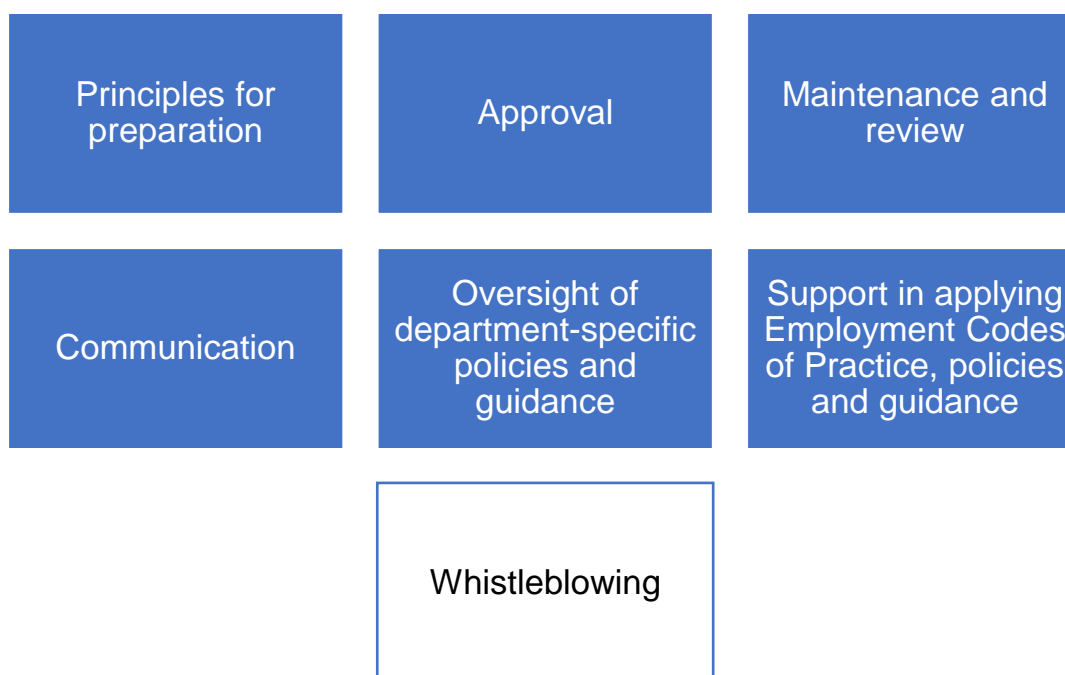 Principles for
preparation
Approval
Maintenance and
review
Communication
Oversight of
department-specific
policies and
guidance
Support in applying
Employment Codes
of Practice, policies
and guidance
Whistleblowing